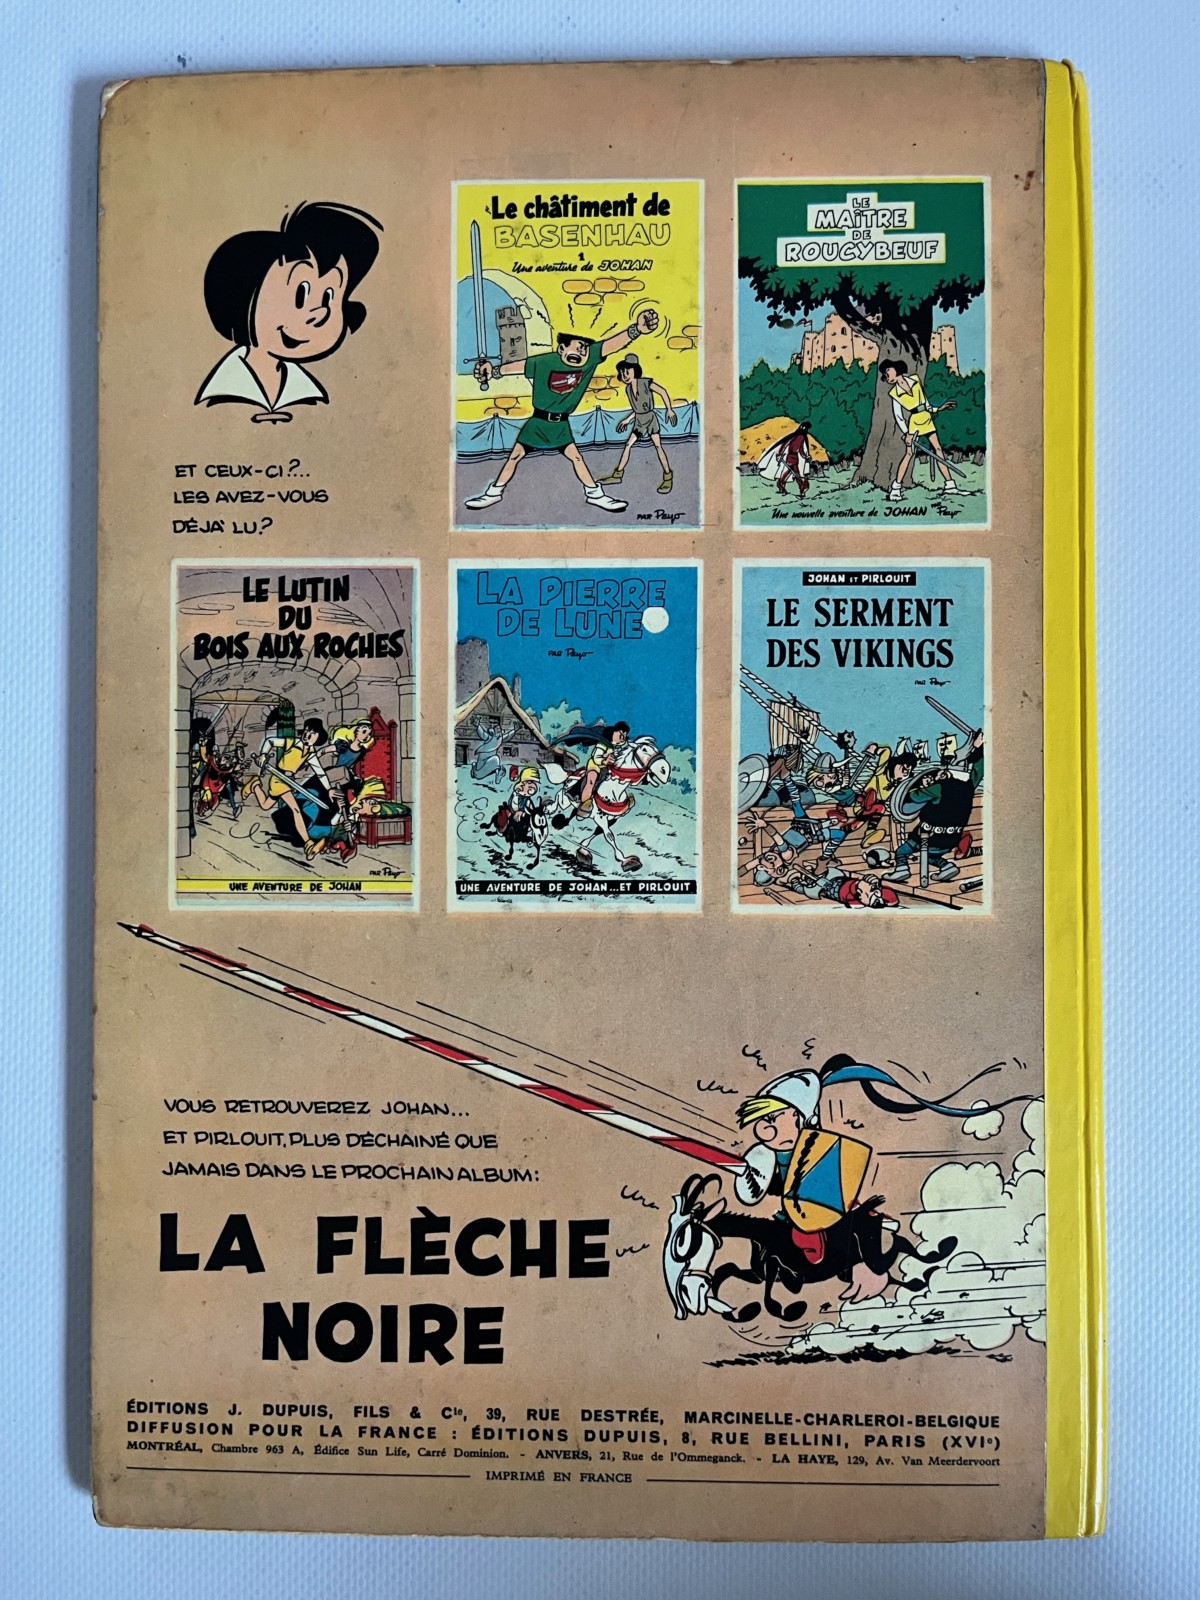 Le châtiment de
BASENHAU
1
Une aventure de JOHAN
PAR Peyo
LE
MAÎTRE
DE
ROUCYBEUF
Une nouvelle aventure de JOHAN PAR Peyo
ET CEUX-CI?..
LES AVEZ-VOUS
DÉJÀ LU?
LE LUTIN
DU
BOIS AUX ROCHES
PAR Peyo
UNE AVENTURE DE JOHAN
LA PIERRE
DE LUNE
PAR Peyo
UNE AVENTURE DE JOHAN...ET PIRLOUIT
JOHAN ET PIRLOUIT
LE SERMENT
DES VIKINGS
PAR Peyo
VOUS RETROUVEREZ JOHAN...
ET PIRLOUIT, PLUS DÉCHAINÉ QUE
JAMAIS DANS LE PROCHAIN ALBUM:
LA FLÈCHE
NOIRE
ÉDITIONS J. DUPUIS, FILS & Cie, 39, RUE DESTRÉE, MARCINELLE-CHARLEROI-BELGIQUE
DIFFUSION POUR LA FRANCE : ÉDITIONS DUPUIS, 8, RUE BELLINI, PARIS (XVIe)
MONTRÉAL, Chambre 963 A, Édifice Sun Life, Carré Dominion. - ANVERS, 21, Rue de l'Ommeganck. - LA HAYE, 129, Av. Van Meerdervoort
IMPRIMÉ EN FRANCE